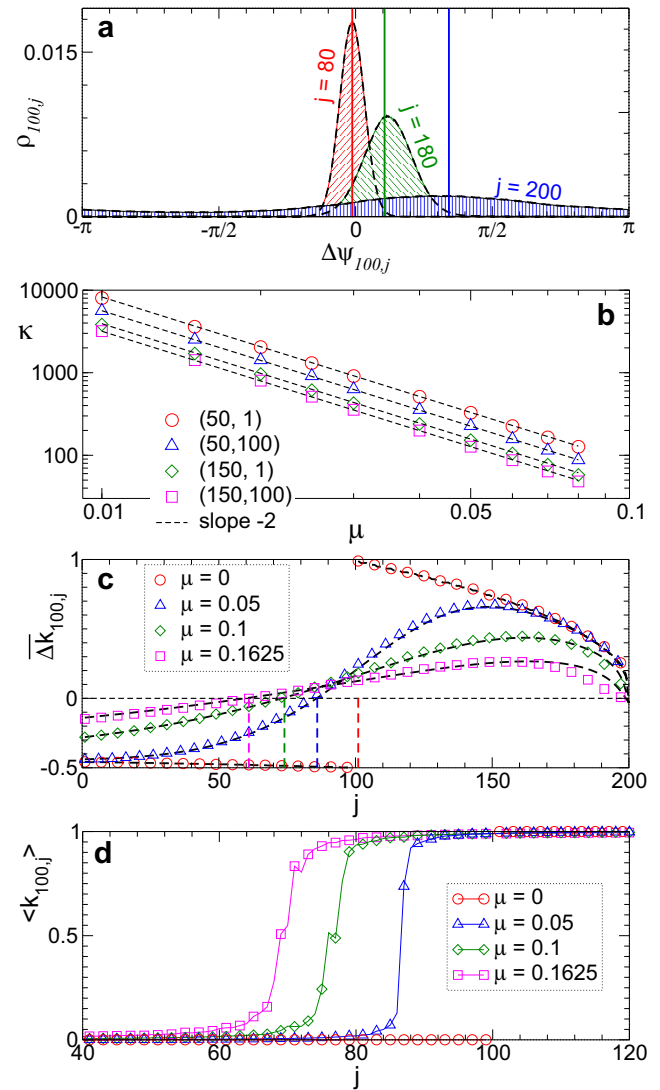 a
0.015
0
ρ100,j
j = 80
j = 180
j = 200
-π
-π/2
0
π/2
π
Δψ100,j
b
10000
κ
1000
100
(50, 1)
(50,100)
(150, 1)
(150,100)
slope -2
0.01
μ
0.05
0.1
c
1
0
-0.5
Δk100,j
μ = 0
μ = 0.05
μ = 0.1
μ = 0.1625
0
50
100
j
150
200
d
1
0.5
0
<k100,j>
μ = 0
μ = 0.05
μ = 0.1
μ = 0.1625
40
60
80
j
100
120